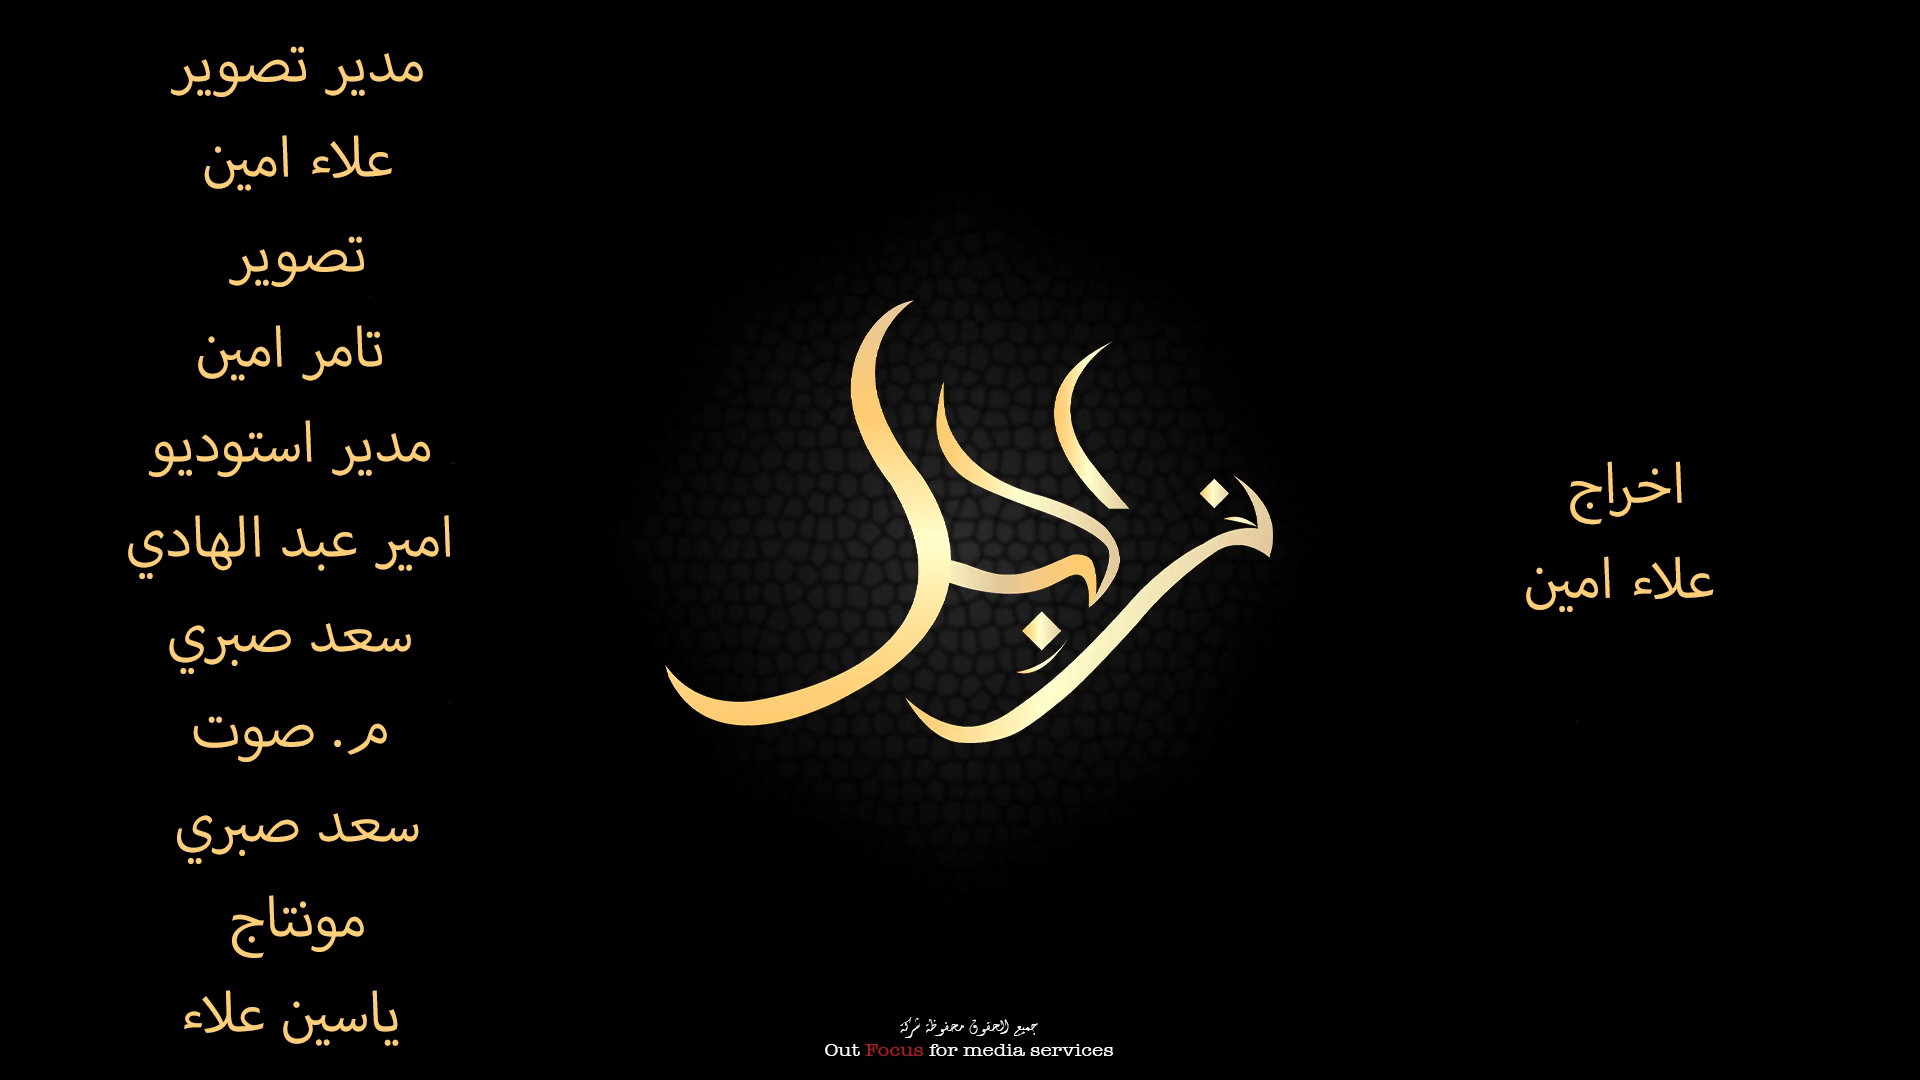 مدير تصوير
علاء امين
تصوير
تامر امين
مدير استوديو
امير عبد الهادي
سعد صبري
م. صوت
سعد صبري
مونتاج
ياسين علاء
اخراج
علاء امين
جميع الحقوق محفوظة شركة
Out Focus for media services